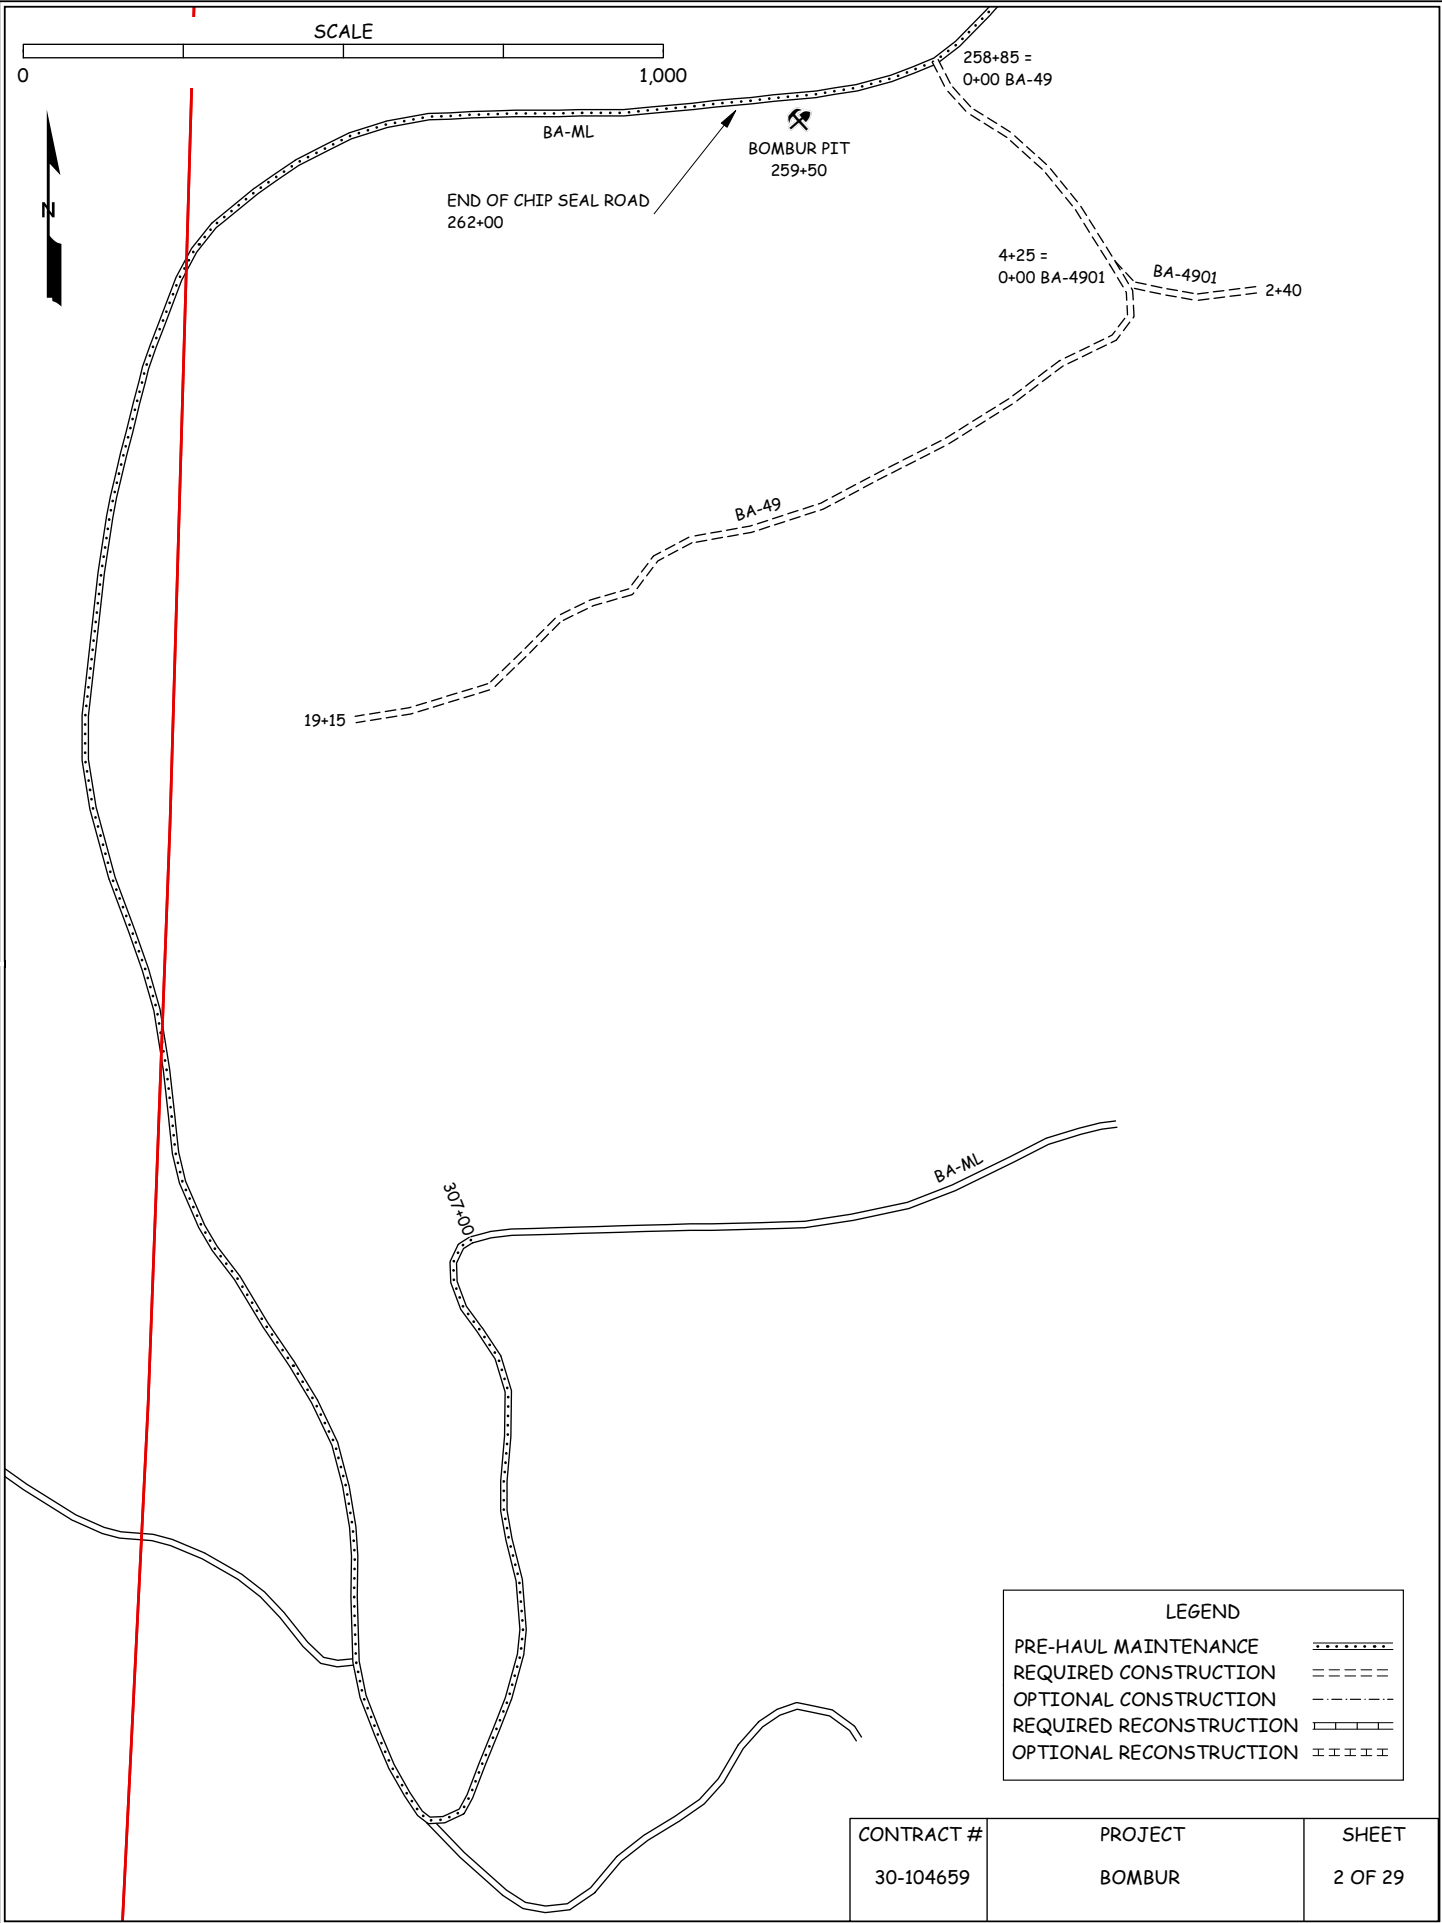 SCALE
0
1,000
258+85 =
0+00 BA-49
BA-ML
BOMBUR PIT
259+50
END OF CHIP SEAL ROAD
262+00
N
4+25 =
0+00 BA-4901
BA-4901
2+40
BA-49
19+15
BA-ML
307+00
LEGEND
PRE-HAUL MAINTENANCE
REQUIRED CONSTRUCTION
OPTIONAL CONSTRUCTION
REQUIRED RECONSTRUCTION
OPTIONAL RECONSTRUCTION
CONTRACT #
PROJECT
SHEET
30-104659
BOMBUR
2 OF 29